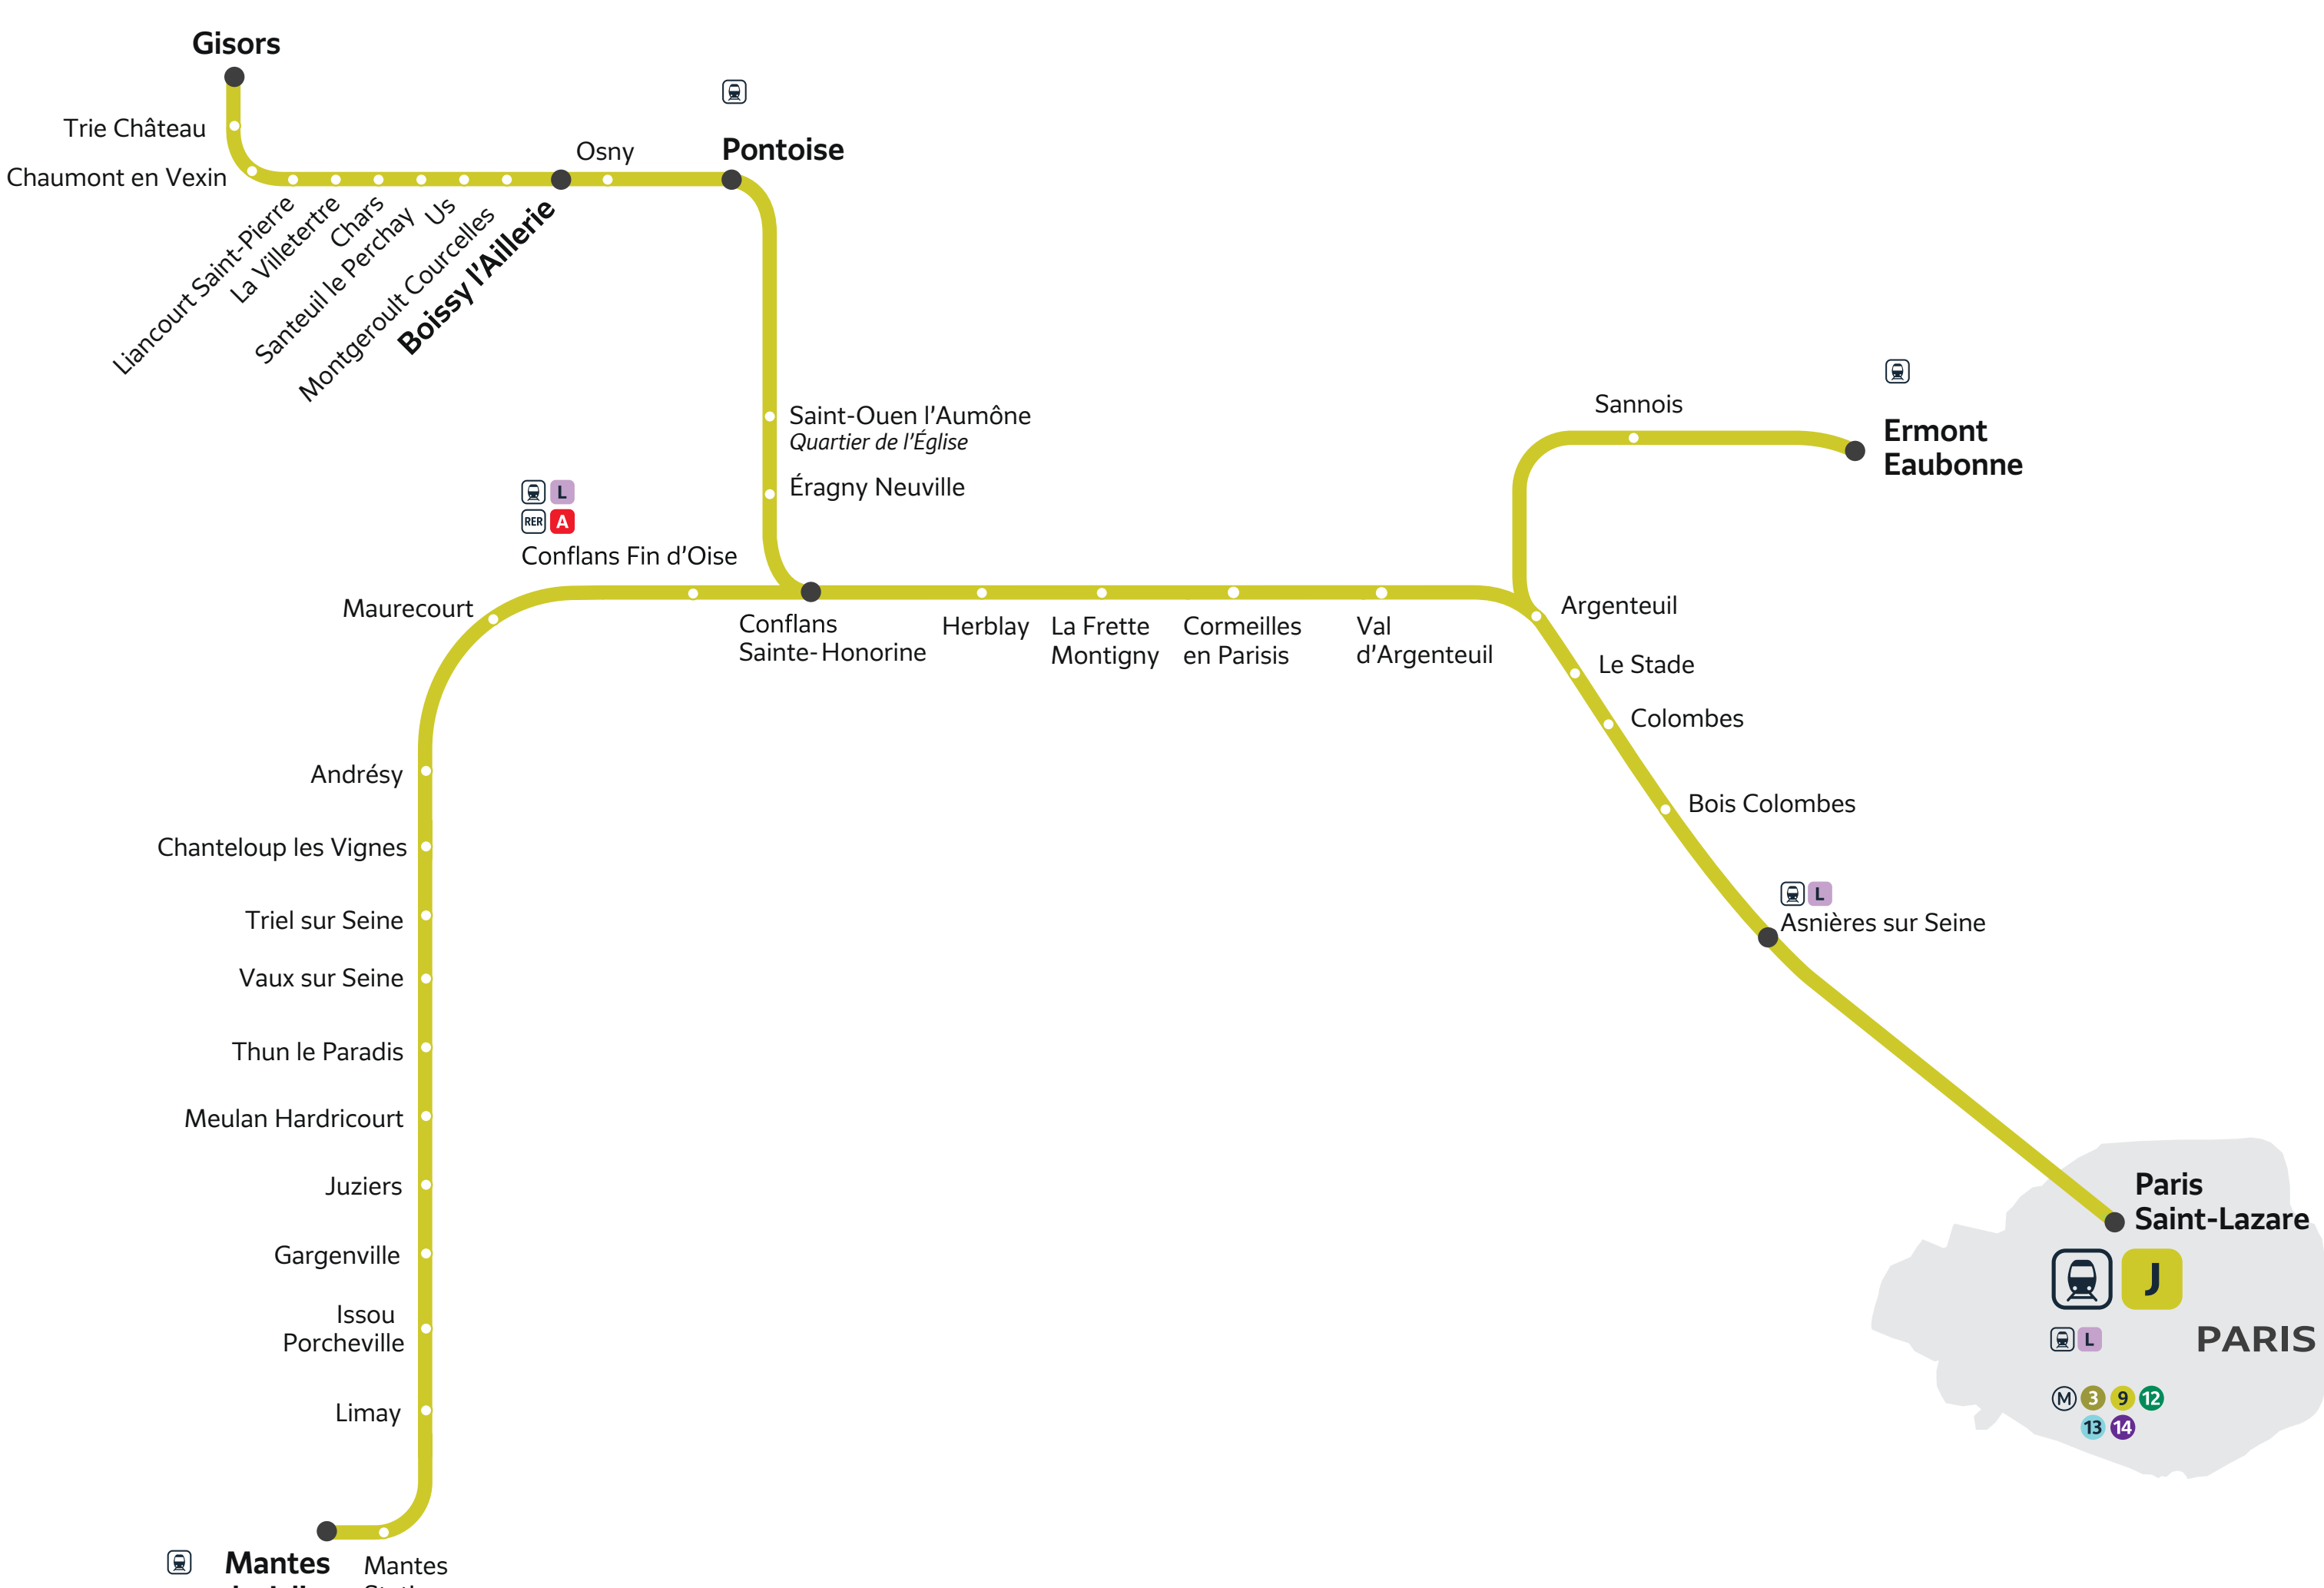 Gisors
Trie Château
Chaumont en Vexin
Liancourt Saint-Pierre
La Villetertre
Chars
Santeuil le Perchay
Us
Montgeroult Courcelles
Boissy l'Aillerie
Osny
Pontoise
Saint-Ouen l'Aumône
Quartier de l'Église
Éragny Neuville
L
RER A
Conflans Fin d'Oise
Maurecourt
Conflans
Sainte-Honorine
Herblay
La Frette
Montigny
Cormeilles
en Parisis
Val
d'Argenteuil
Sannois
Ermont
Eaubonne
Argenteuil
Le Stade
Colombes
Bois Colombes
L
Asnières sur Seine
Andrésy
Chanteloup les Vignes
Triel sur Seine
Vaux sur Seine
Thun le Paradis
Meulan Hardricourt
Juziers
Gargenville
Issou
Porcheville
Limay
Mantes
Mantes
Paris
Saint-Lazare
J
L
PARIS
M 3 9 12
13 14